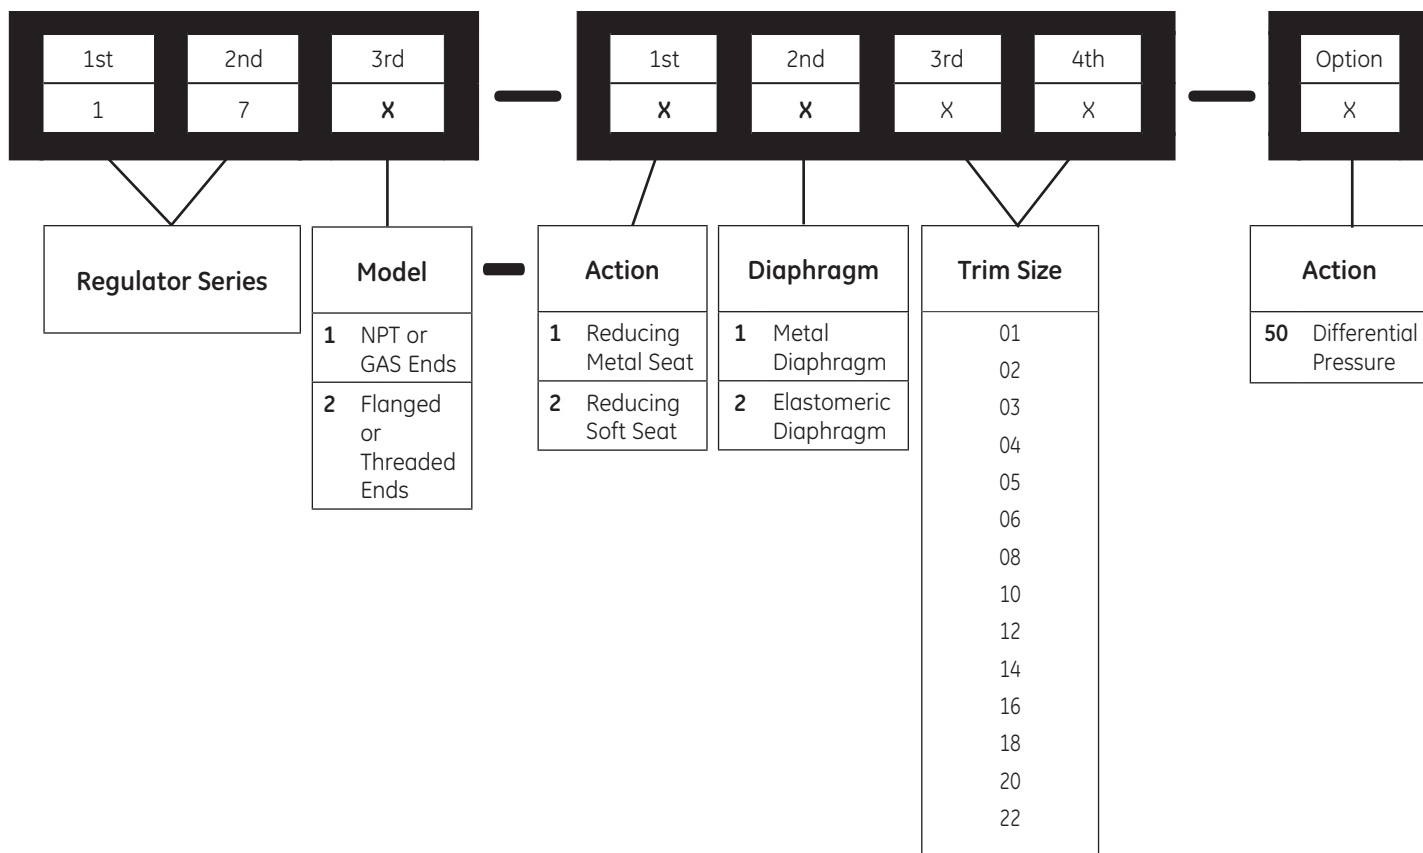 1st 2nd 3rd 1st 2nd 3rd 4th Option
1 7 X X X X X X
Regulator Series
Model
1 NPT or
GAS Ends
2 Flanged
or
Threaded
Ends
Action
1 Reducing
Metal Seat
2 Reducing
Soft Seat
Diaphragm
1 Metal
Diaphragm
2 Elastomeric
Diaphragm
Trim Size
01
02
03
04
05
06
08
10
12
14
16
18
20
22
Action
50 Differential
Pressure